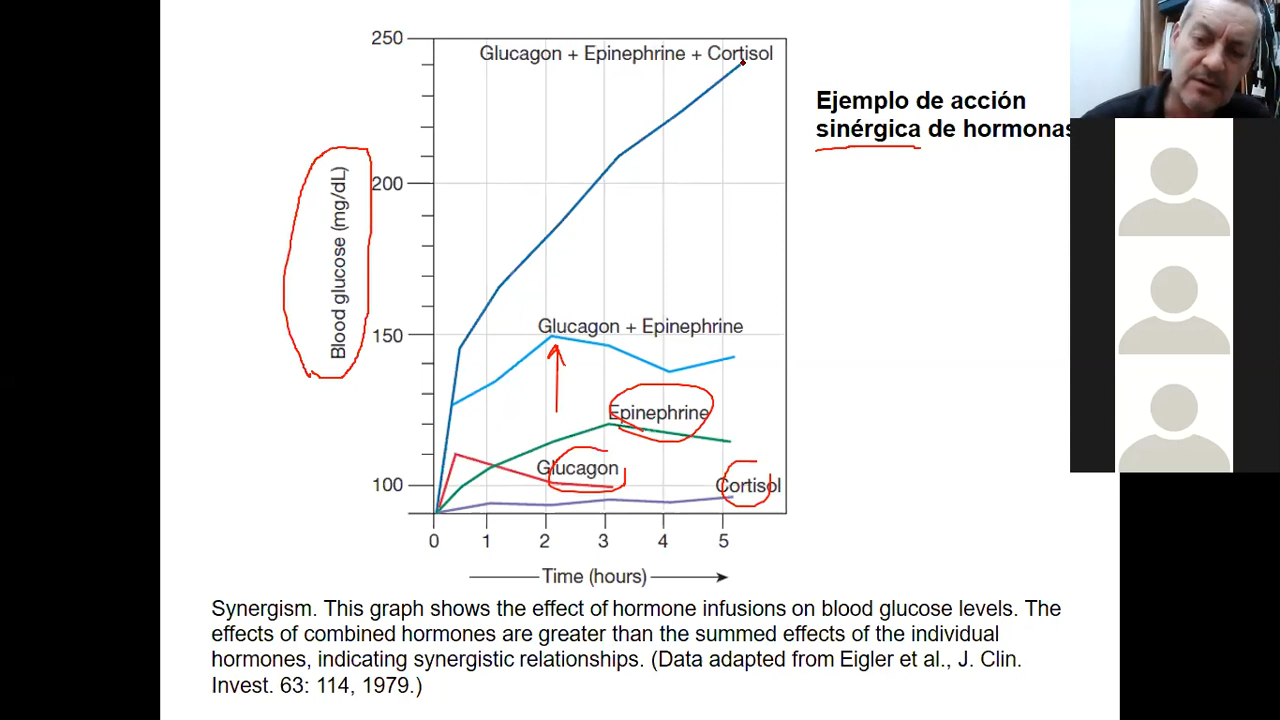 250
Glucagon + Epinephrine + Cortisol
Ejemplo de acción
sinérgica de hormonas
Blood glucose (mg/dL)
200
150
Glucagon + Epinephrine
Epinephrine
Glucagon
100
Cortisol
0 1 2 3 4 5
Time (hours)
Synergism. This graph shows the effect of hormone infusions on blood glucose levels. The
effects of combined hormones are greater than the summed effects of the individual
hormones, indicating synergistic relationships. (Data adapted from Eigler et al., J. Clin.
Invest. 63: 114, 1979.)